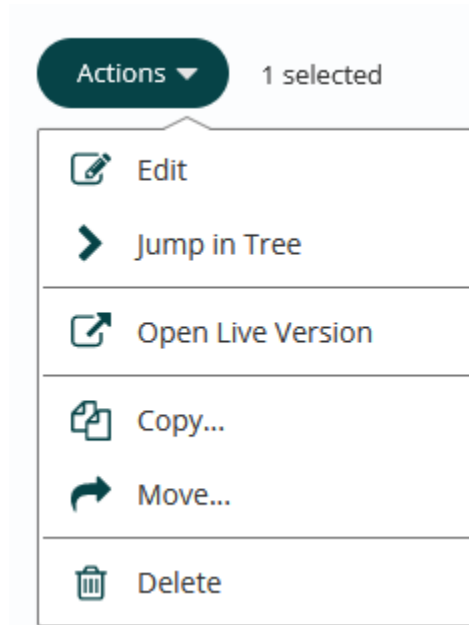 Actions
1 selected
Edit
Jump in Tree
Open Live Version
Copy...
Move...
Delete